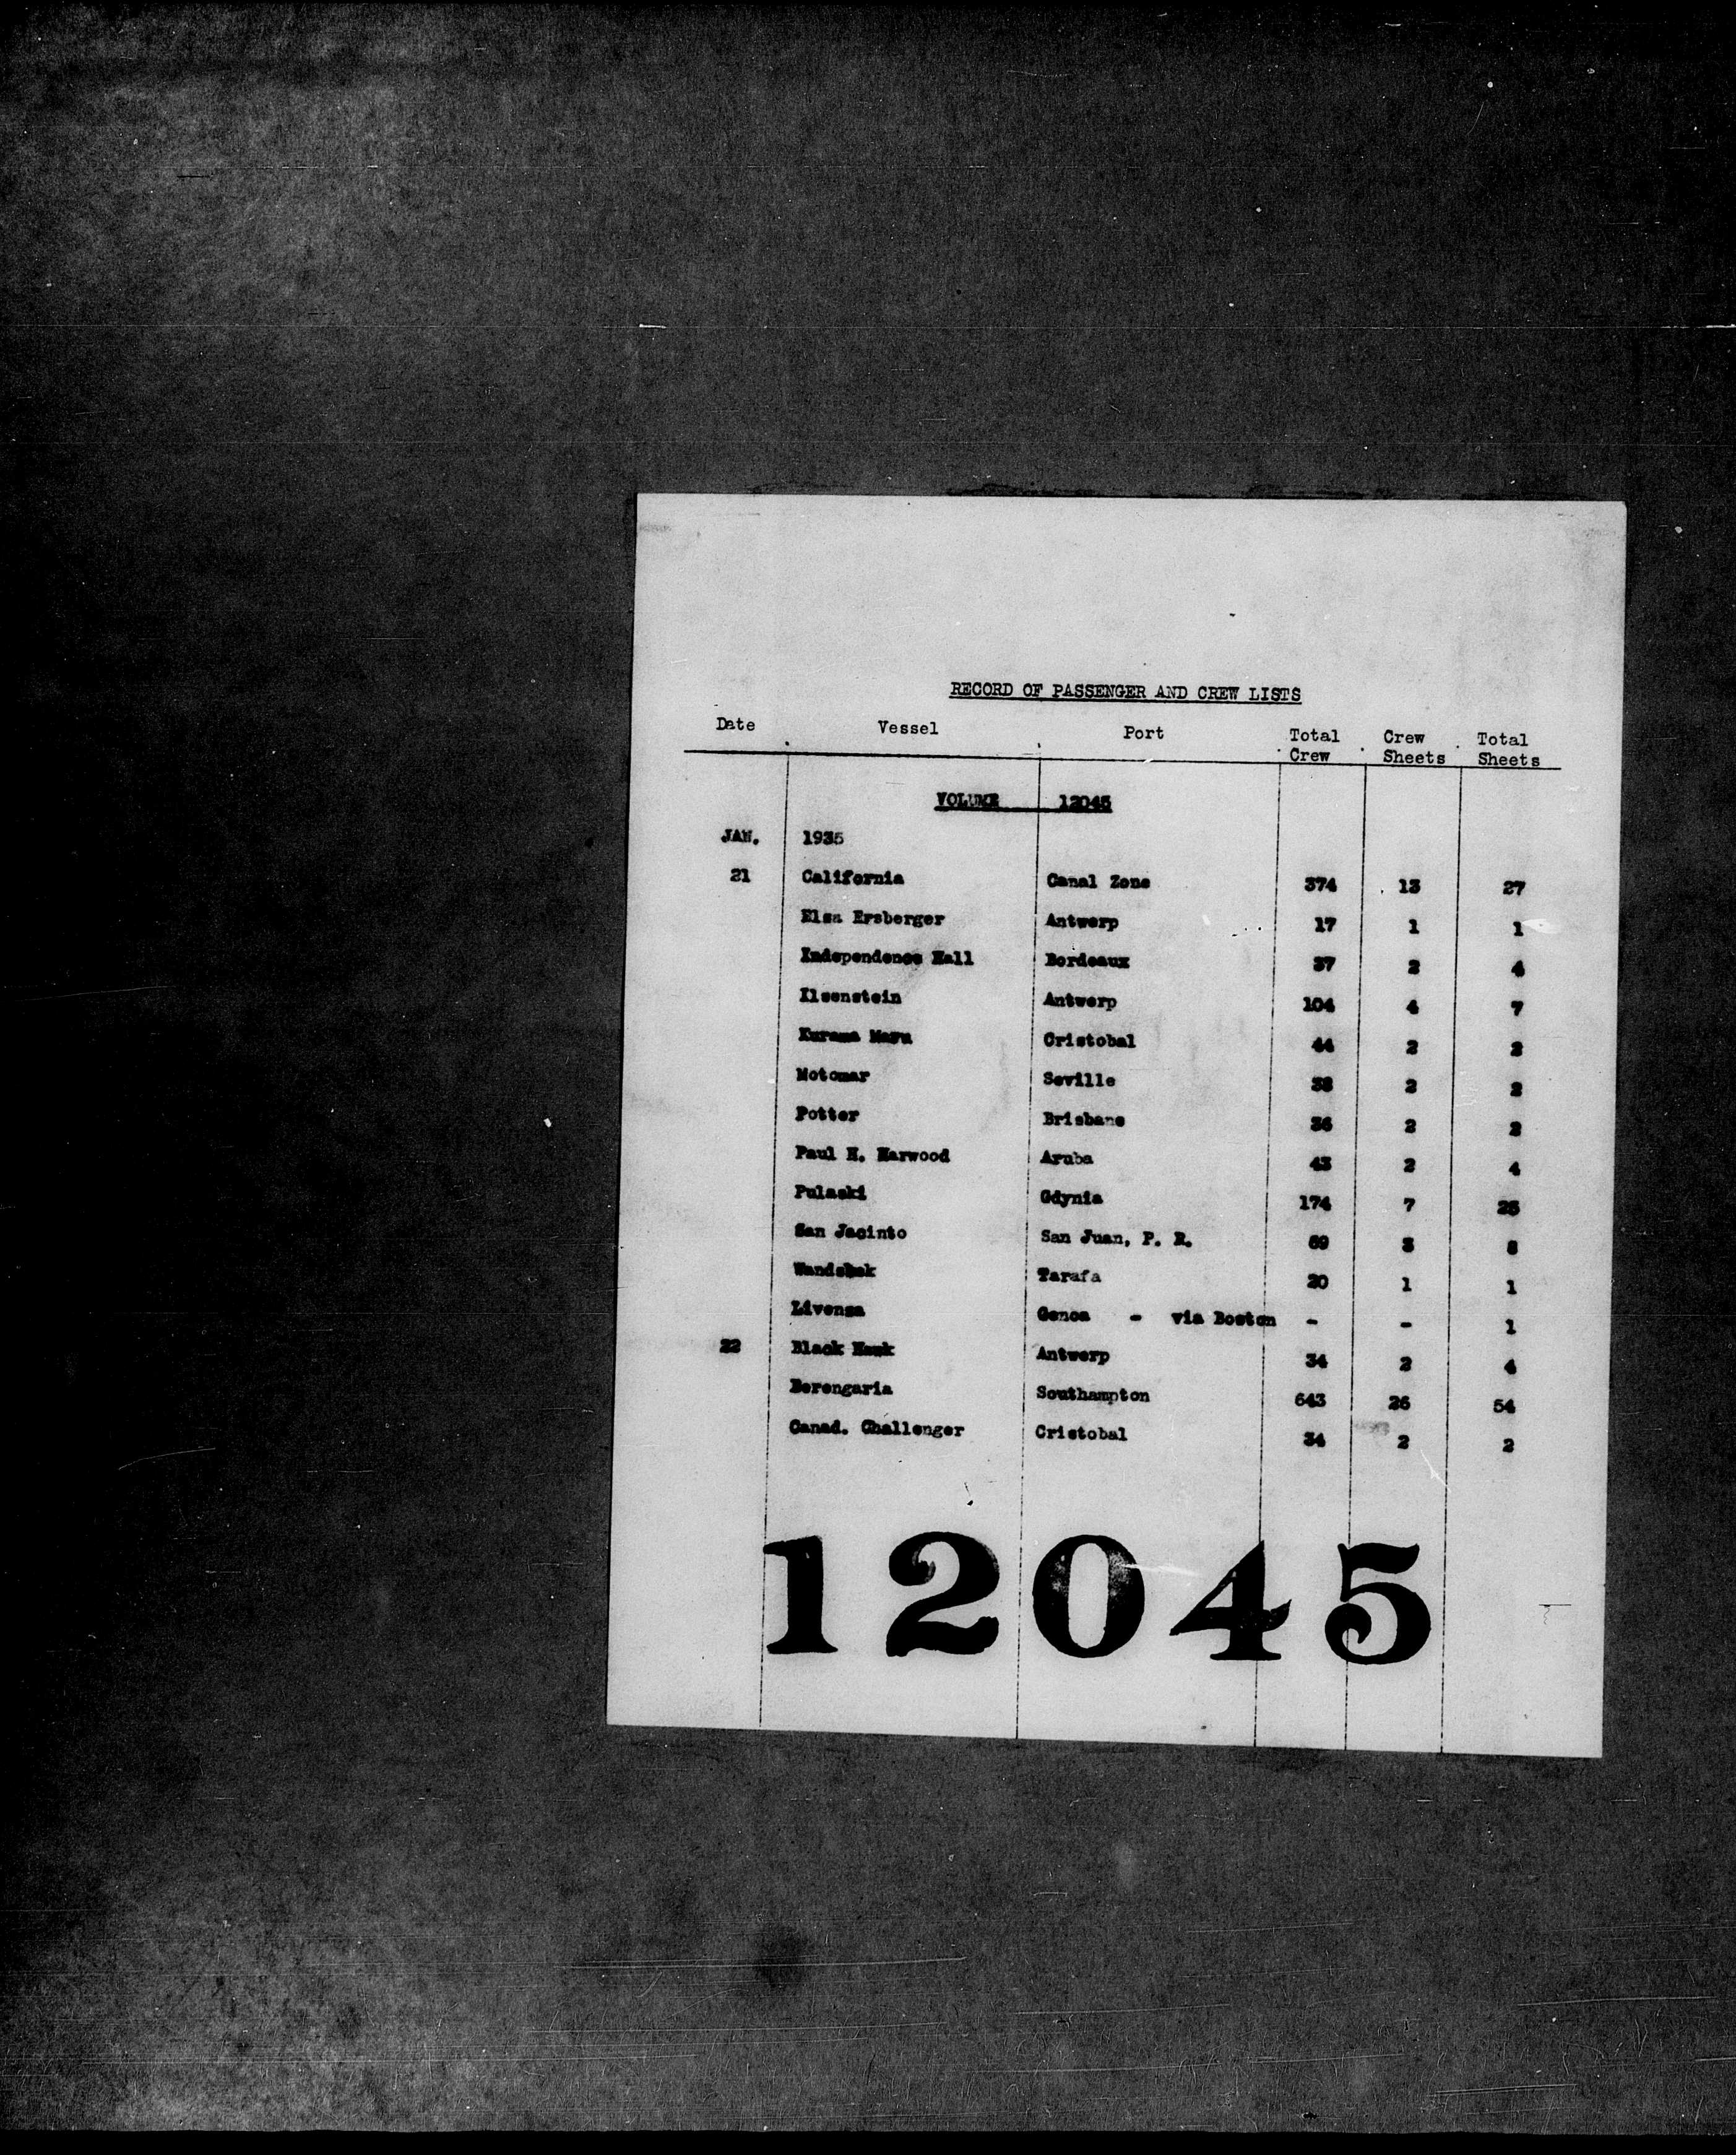 RECORD OF PASSENGER AND CREW LISTS
Date Vessel Port Total Crew Crew Sheets Total Sheets
VOLUME 12045
JAN. 1935
21 California Canal Zone 374 13 27
Elsa Ersberger Antwerp 17 1 1
Independence Hall Bordeaux 37 2 4
Ilsenstein Antwerp 104 4 7
Kurama Maru Cristobal 44 2 2
Motomar Seville 38 2 2
Potter Brisbane 36 2 2
Paul H. Harwood Aruba 43 2 4
Pulaski Gdynia 174 7 25
San Jacinto San Juan, P. R. 69 3 8
Wandsbek Tarafa 20 1 1
Livenza Genoa - via Boston - - 1
22 Black Hawk Antwerp 34 2 4
Berengaria Southampton 643 26 54
Canad. Challenger Cristobal 34 2 2
12045